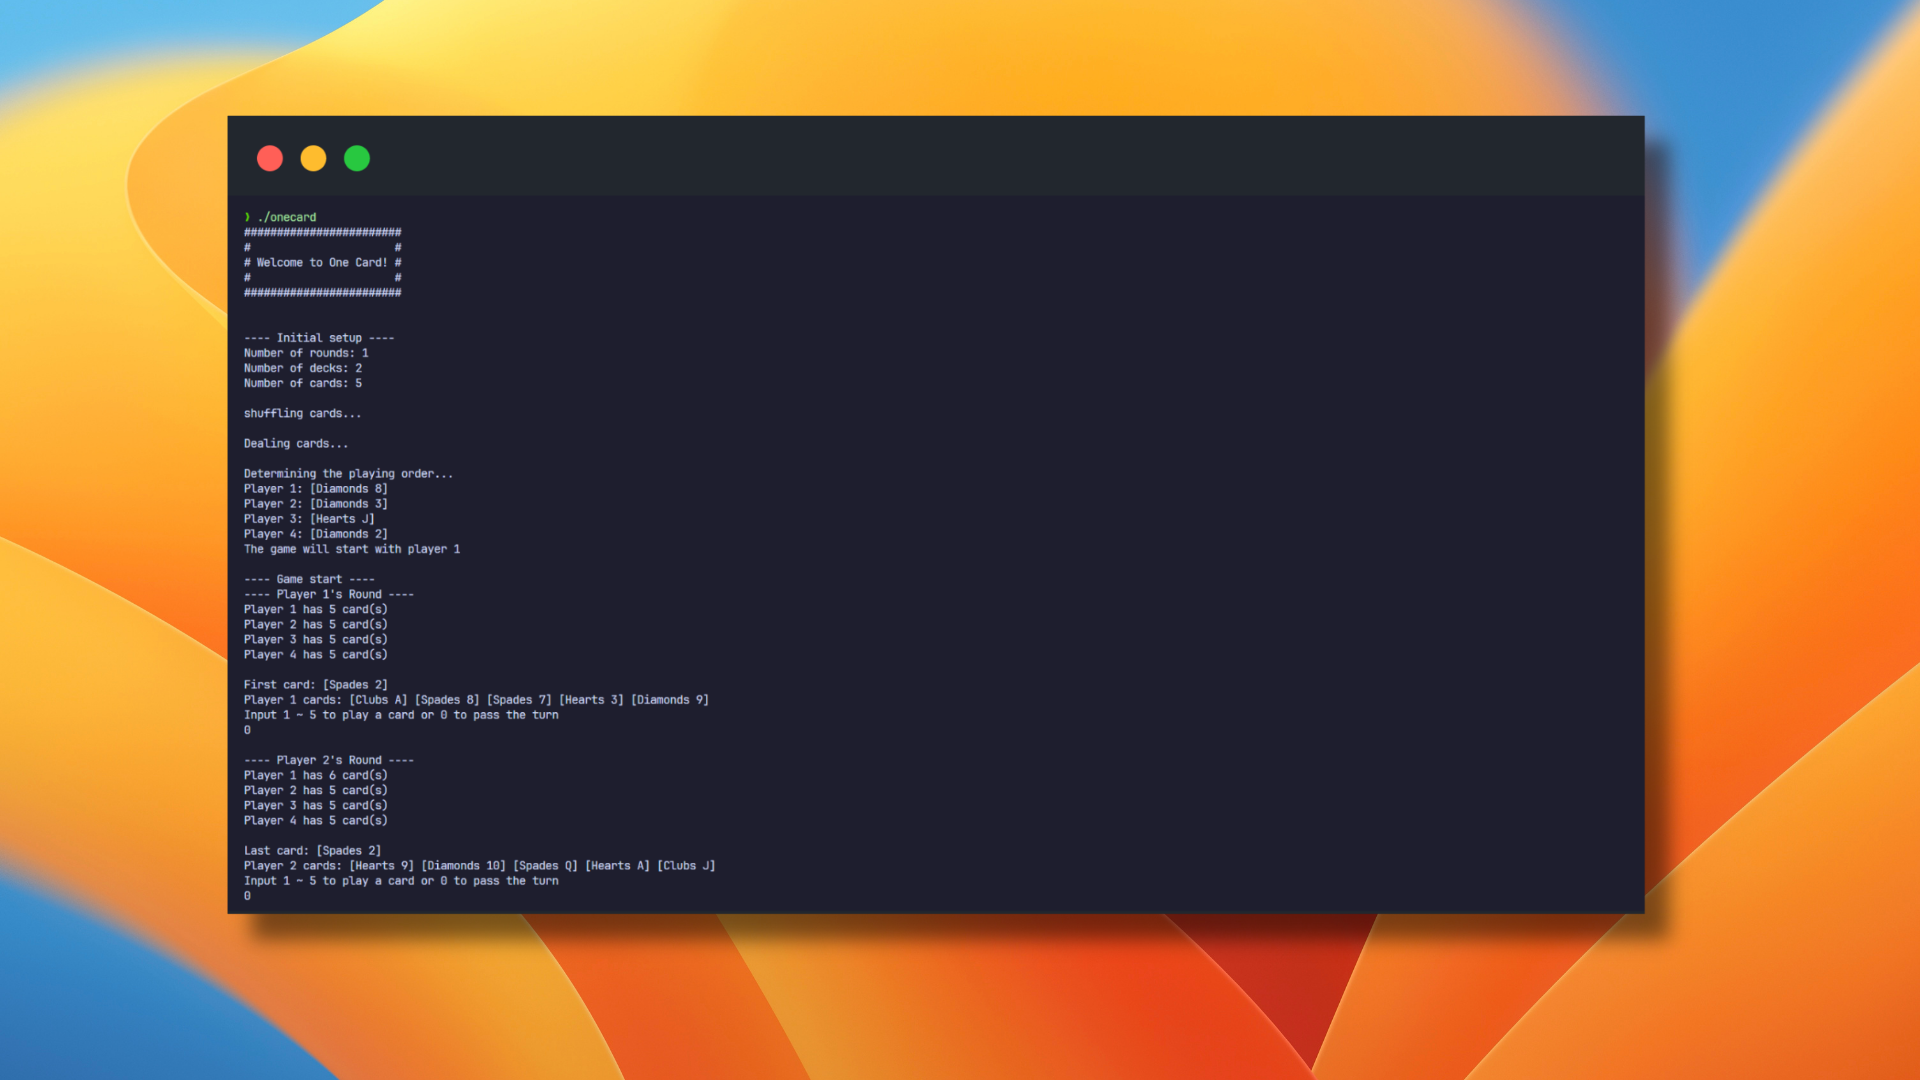 ❯ ./onecard
########################
#                      #
# Welcome to One Card! #
#                      #
########################
---- Initial setup ----
Number of rounds: 1
Number of decks: 2
Number of cards: 5
shuffling cards...
Dealing cards...
Determining the playing order...
Player 1: [Diamonds 8]
Player 2: [Diamonds 3]
Player 3: [Hearts J]
Player 4: [Diamonds 2]
The game will start with player 1
---- Game start ----
---- Player 1's Round ----
Player 1 has 5 card(s)
Player 2 has 5 card(s)
Player 3 has 5 card(s)
Player 4 has 5 card(s)
First card: [Spades 2]
Player 1 cards: [Clubs A] [Spades 8] [Spades 7] [Hearts 3] [Diamonds 9]
Input 1 ~ 5 to play a card or 0 to pass the turn
0
---- Player 2's Round ----
Player 1 has 6 card(s)
Player 2 has 5 card(s)
Player 3 has 5 card(s)
Player 4 has 5 card(s)
Last card: [Spades 2]
Player 2 cards: [Hearts 9] [Diamonds 10] [Spades Q] [Hearts A] [Clubs J]
Input 1 ~ 5 to play a card or 0 to pass the turn
0